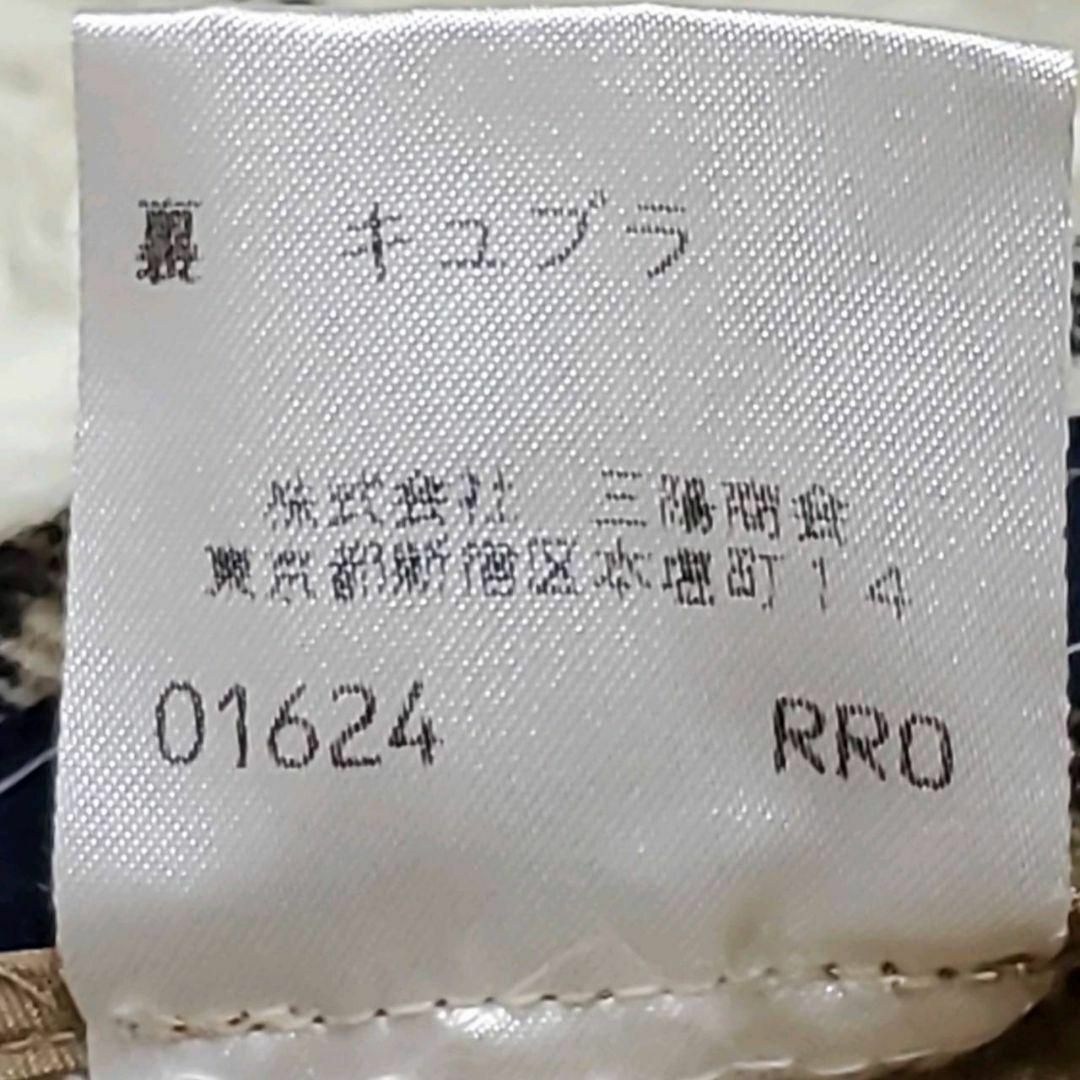 裏 キュプラ
株式会社 三陽商会
東京都新宿区本塩町14
01624 RRO